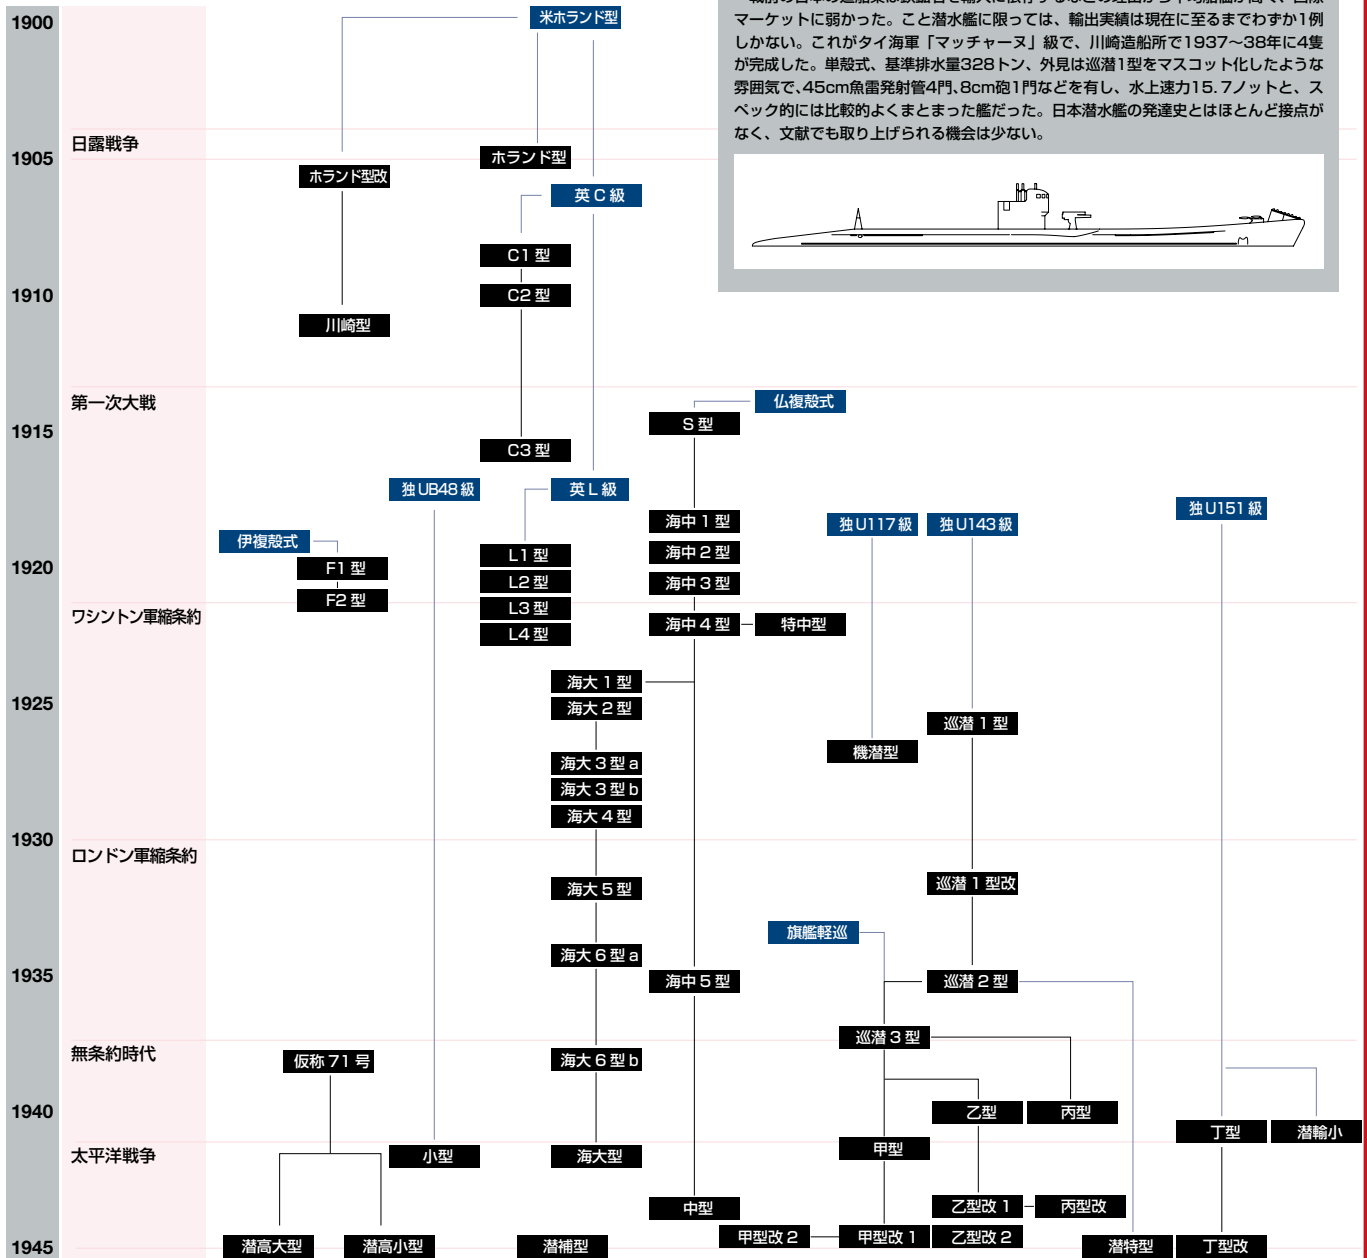 マーケットに弱かった。こと潜水艦に限っては、輸出実績は現在に至るまでわずか1例
しかない。これがタイ海軍「マッチャーヌ」級で、川崎造船所で1937〜38年に4隻
が完成した。単殻式、基準排水量328トン、外見は巡潜1型をマスコット化したような
雰囲気で、45cm魚雷発射管4門、8cm砲1門などを有し、水上速力15.7ノットと、ス
ペック的には比較的よくまとまった艦だった。日本潜水艦の発達史とはほとんど接点が
なく、文献でも取り上げられる機会は少ない。
1900
米ホランド型
日露戦争
1905
ホランド型
ホランド型改
英C級
C1型
1910
C2型
川崎型
第一次大戦
仏複殻式
1915
S型
C3型
独UB48級
英L級
独U151級
海中1型
独U117級
独U143級
伊複殻式
L1型
海中2型
1920
F1型
L2型
海中3型
F2型
L3型
ワシントン軍縮条約
L4型
海中4型
特中型
海大1型
1925
海大2型
巡潜1型
機潜型
海大3型a
海大3型b
海大4型
1930
ロンドン軍縮条約
海大5型
巡潜1型改
旗艦軽巡
海大6型a
1935
海中5型
巡潜2型
巡潜3型
無条約時代
仮称71号
海大6型b
1940
乙型
丙型
丁型
潜輸小
太平洋戦争
小型
海大型
甲型
中型
乙型改1
丙型改
1945
潜高大型
潜高小型
潜補型
甲型改2
甲型改1
乙型改2
潜特型
丁型改